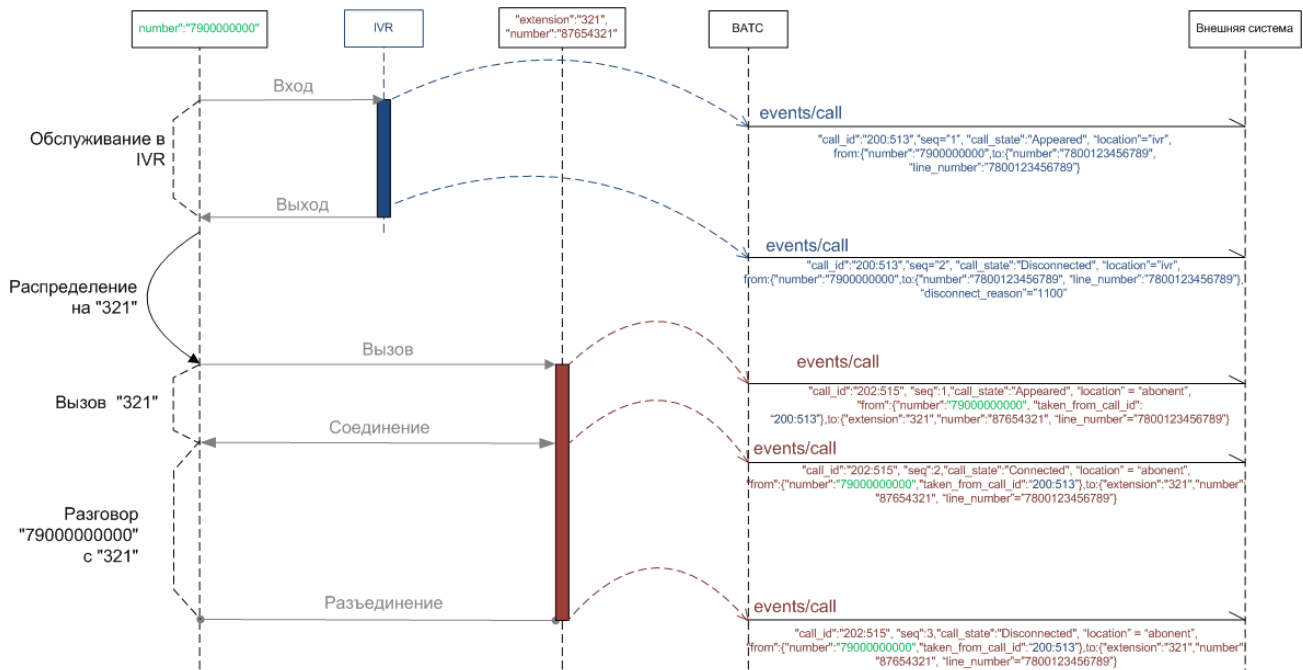 number":"7900000000"
IVR
"extension":"321",
"number":"87654321"
ВАТС
Внешняя система
Вход
events/call
Обслуживание в
IVR
"call_id":"200:513","seq="1", "call_state":"Appeared", “location”=”ivr”,
from:{"number":"7900000000",to:{"number":"7800123456789",
“line_number":"7800123456789”}
Выход
events/call
"call_id":"200:513","seq=”2”, "call_state":"Disconnected", “location”=”ivr”,
from:{"number":"7900000000",to:{"number":"7800123456789", “line_number":"7800123456789”},
“disconnect_reason”=”1100”
Распределение
на "321"
Вызов
events/call
"call_id":"202:515", "seq":1,"call_state":"Appeared", “location” = “abonent”,
"from":{"number":"79000000000", "taken_from_call_id":
“200:513”},to:{"extension":"321","number":"87654321", “line_number”=”7800123456789”}
Вызов "321"
Соединение
events/call
"call_id":"202:515", "seq":2,"call_state":"Connected", “location” = “abonent”,
"from":{"number":"79000000000","taken_from_call_id":“200:513”},to:{"extension":"321","number":
"87654321", “line_number”=”7800123456789”}
Разговор
"79000000000"
с "321"
Разъединение
events/call
"call_id":"202:515", "seq":3,"call_state":"Disconnected", “location” = “abonent”,
"from":{"number":"79000000000","taken_from_call_id":“200:513”},to:{"extension":"321","number":
"87654321", “line_number”=”7800123456789”}